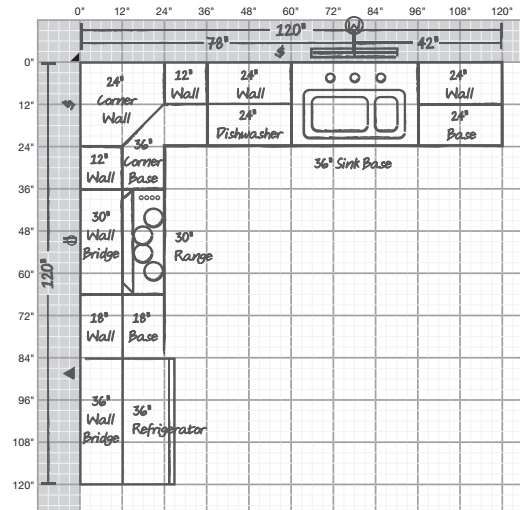 0" 12" 24" 36" 48" 60" 72" 84" 96" 108" 120"
120"
W
78" 42"
$
0"
12"
24"
36"
48"
60"
72"
84"
96"
108"
120"
$
120"
24"
Corner
Wall
12"
Wall
24"
Wall
24"
Dishwasher
36" Sink Base
24"
Wall
24"
Base
36"
Corner
Base
12"
Wall
30"
Wall
Bridge
30"
Range
18"
Wall
18"
Base
36"
Wall
Bridge
36"
Refrigerator